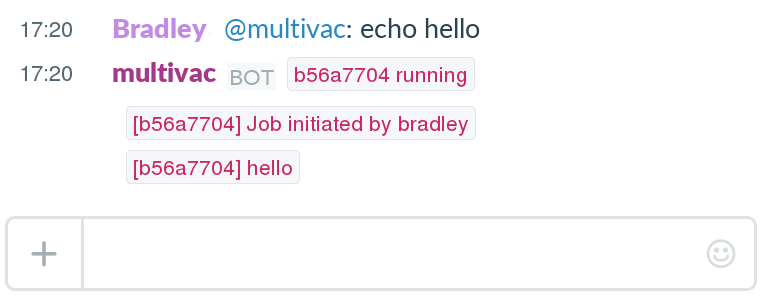 17:20 Bradley @multivac: echo hello
17:20 multivac BOT b56a7704 running
[b56a7704] Job initiated by bradley
[b56a7704] hello